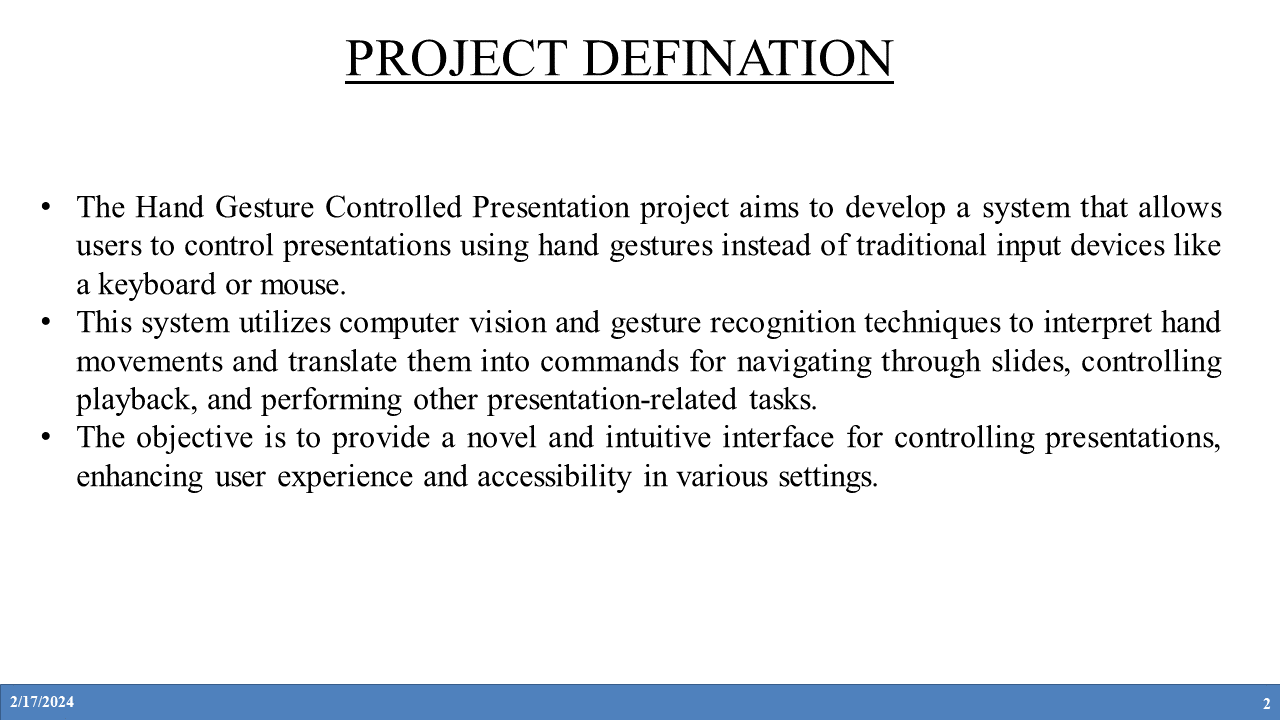 PROJECT DEFINATION
• The Hand Gesture Controlled Presentation project aims to develop a system that allows
users to control presentations using hand gestures instead of traditional input devices like
a keyboard or mouse.
• This system utilizes computer vision and gesture recognition techniques to interpret hand
movements and translate them into commands for navigating through slides, controlling
playback, and performing other presentation-related tasks.
• The objective is to provide a novel and intuitive interface for controlling presentations,
enhancing user experience and accessibility in various settings.
2/17/2024
2